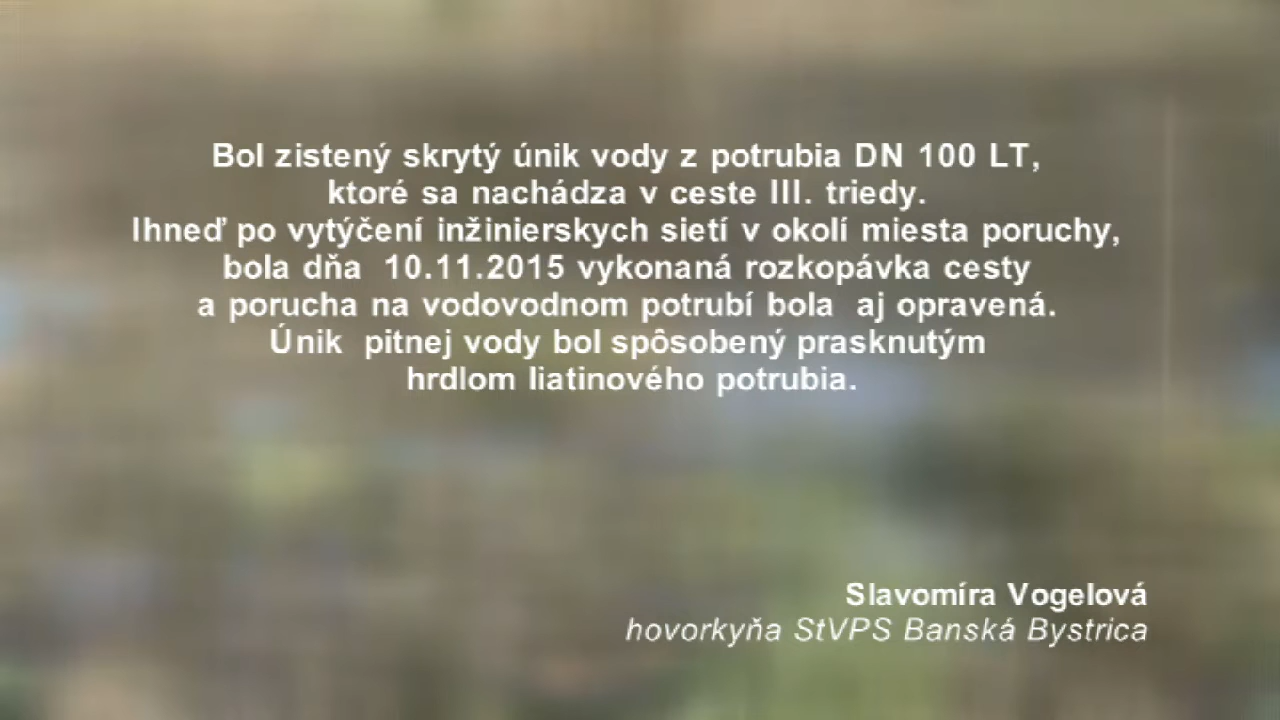 Bol zistený skrytý únik vody z potrubia DN 100 LT,
ktoré sa nachádza v ceste III. triedy.
Ihneď po vytýčení inžinierskych sietí v okolí miesta poruchy,
bola dňa 10.11.2015 vykonaná rozkopávka cesty
a porucha na vodovodnom potrubí bola aj opravená.
Únik pitnej vody bol spôsobený prasknutým
hrdlom liatinového potrubia.
Slavomíra Vogelová
hovorkyňa StVPS Banská Bystrica